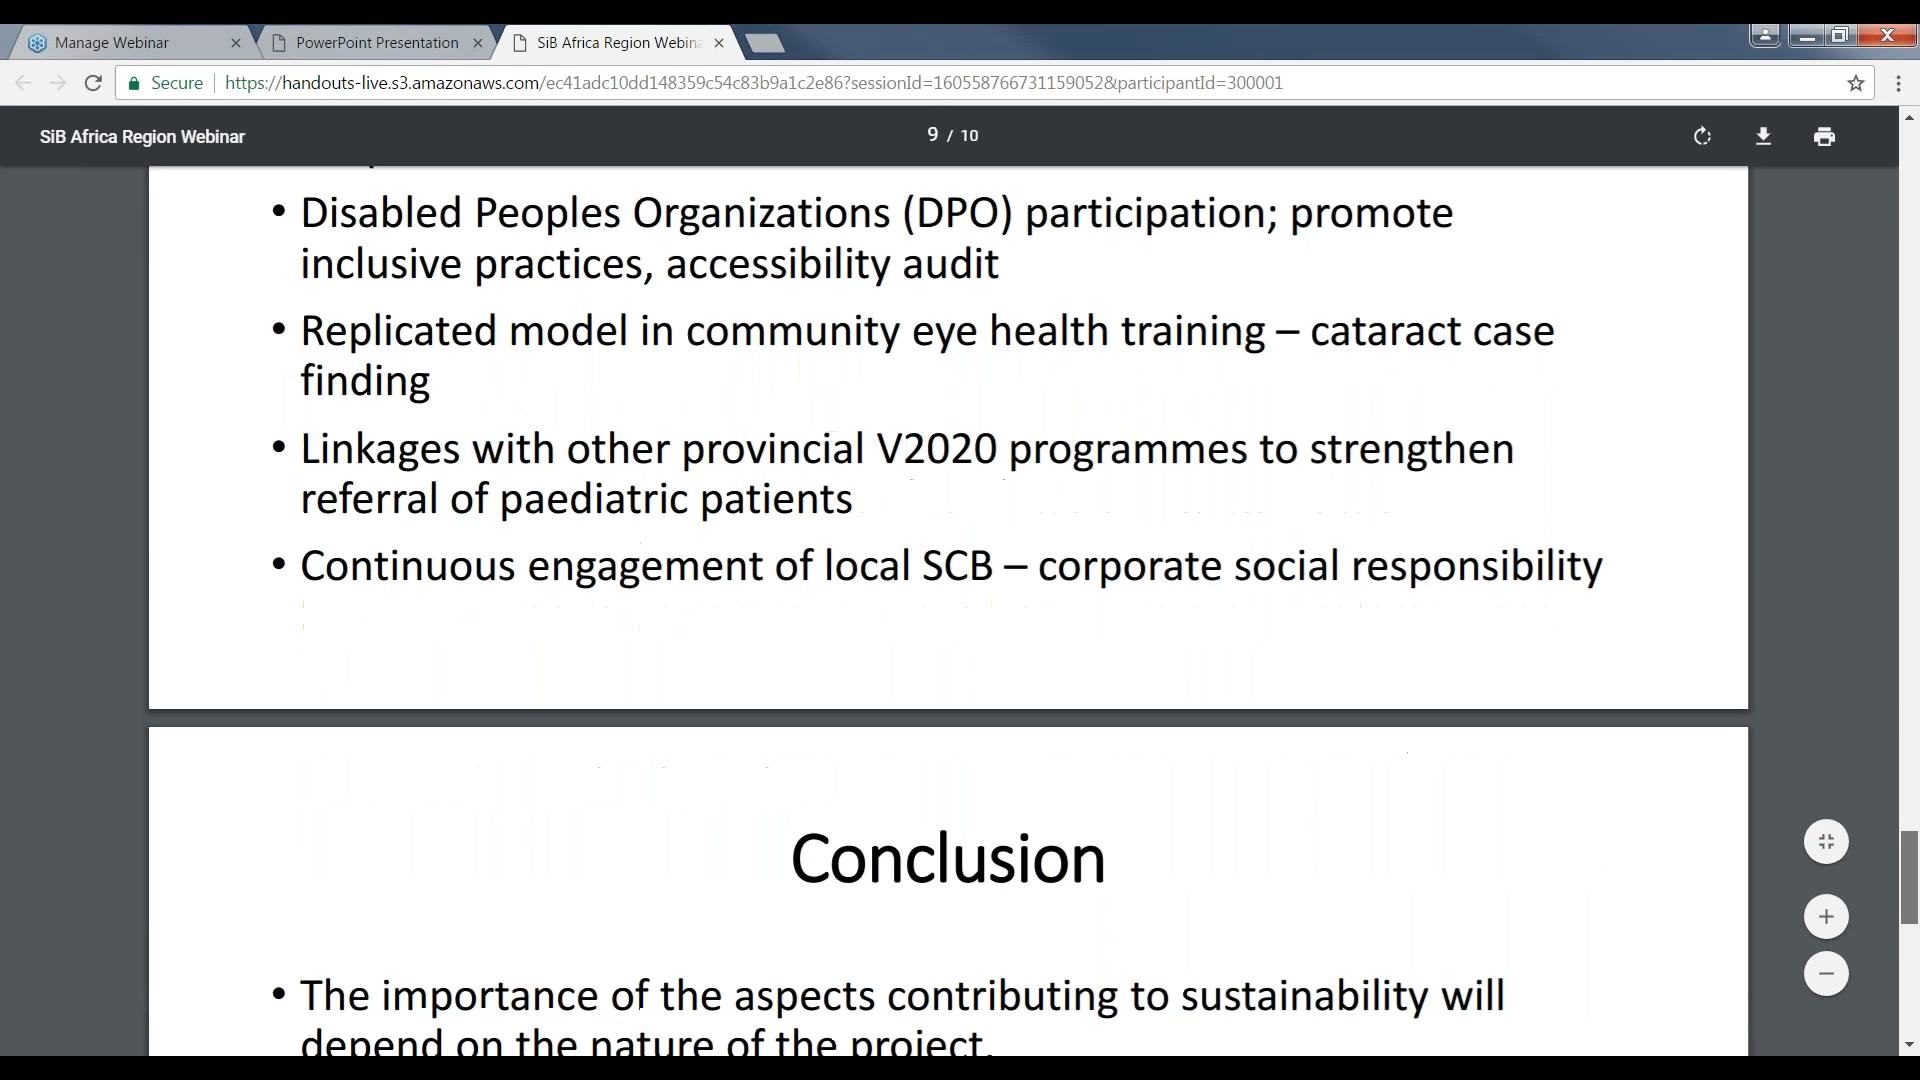 Manage Webinar
PowerPoint Presentation
SiB Africa Region Webina
Secure
https://handouts-live.s3.amazonaws.com/ec41adc10dd148359c54c83b9a1c2e86?sessionId=160558766731159052&participantId=300001
SiB Africa Region Webinar
9 / 10
• Disabled Peoples Organizations (DPO) participation; promote
inclusive practices, accessibility audit
• Replicated model in community eye health training – cataract case
finding
• Linkages with other provincial V2020 programmes to strengthen
referral of paediatric patients
• Continuous engagement of local SCB – corporate social responsibility
Conclusion
• The importance of the aspects contributing to sustainability will
depend on the nature of the project.